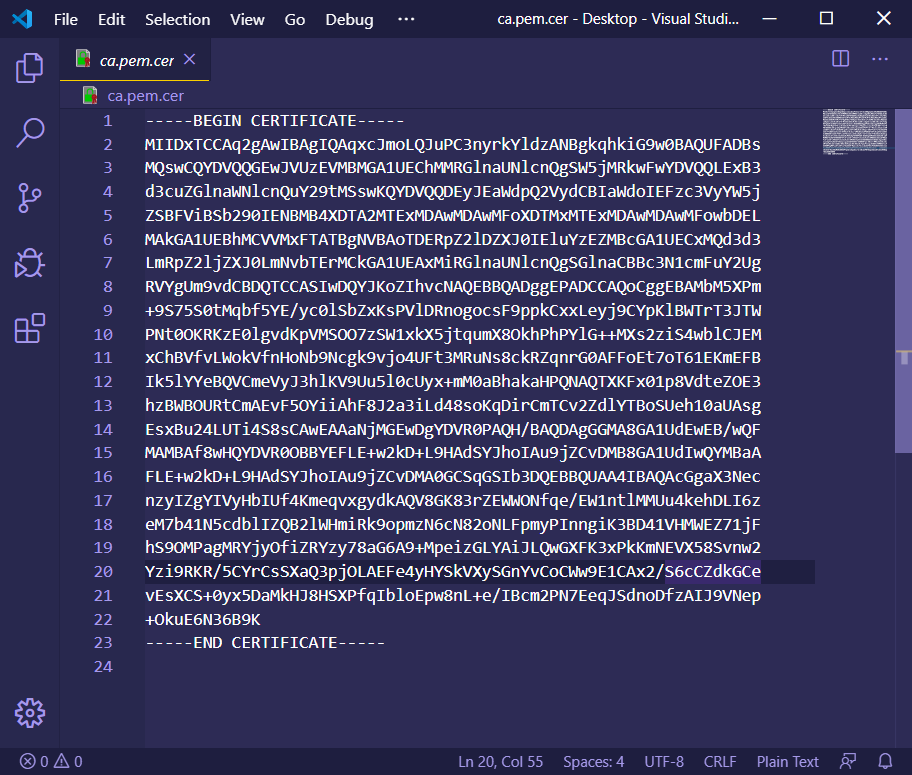 File Edit Selection View Go Debug ··· ca.pem.cer - Desktop - Visual Studi...
ca.pem.cer
ca.pem.cer
1 -----BEGIN CERTIFICATE-----
2 MIIDxTCCAq2gAwIBAgIQAqxcJmoLQJuPC3nyrkYldzANBgkqhkiG9w0BAQUFADBs
3 MQswCQYDVQQGEwJVUzEVMBMGA1UEChMMRGlnaUNlcnQgSW5jMRkwFwYDVQQLExB3
4 d3cuZGlnaWNlcnQuY29tMSswKQYDVQQDEyJEaWdpQ2VydCBIaWdoIEFzc3VyYW5j
5 ZSBFViBSb290IENBMB4XDTA2MTExMDAwMDAwMFoXDTMxMTExMDAwMDAwMFowbDEL
6 MAkGA1UEBhMCVVMxFTATBgNVBAoTDERpZ2lDZXJ0IEluYzEZMBcGA1UECxMQd3d3
7 LmRpZ2ljZXJ0LmNvbTErMCkGA1UEAxMiRGlnaUNlcnQgSGlnaCBBc3N1cmFuY2Ug
8 RVYgUm9vdCBDQTCCASIwDQYJKoZIhvcNAQEBBQADggEPADCCAQoCggEBAMbM5XPm
9 +9S75S0tMqbf5YE/yc0lSbZxKsPVlDRnogocsF9ppkCxxLeyj9CYpKlBWTrT3JTW
10 PNt0OKRKzE0lgvdKpVMSOO7zSW1xkX5jtqumX8OkhPhPYlG++MXs2ziS4wblCJEM
11 xChBVfvLWokVfnHoNb9Ncgk9vjo4UFt3MRuNs8ckRZqnrG0AFFoEt7oT61EKmEFB
12 Ik5lYYeBQVCmeVyJ3hlKV9Uu5l0cUyx+mM0aBhakaHPQNAQTXKFx01p8VdteZOE3
13 hzBWBOURtCmAEvF5OYiiAhF8J2a3iLd48soKqDirCmTCv2ZdlYTBoSUeh10aUAsg
14 EsxBu24LUTi4S8sCAwEAAaNjMGEwDgYDVR0PAQH/BAQDAgGGMA8GA1UdEwEB/wQF
15 MAMBAf8wHQYDVR0OBBYEFLE+w2kD+L9HAdSYJhoIAu9jZCvDMB8GA1UdIwQYMBaA
16 FLE+w2kD+L9HAdSYJhoIAu9jZCvDMA0GCSqGSIb3DQEBBQUAA4IBAQAcGgaX3Nec
17 nzyIZgYIVyHbIUf4KmeqvxgydkAQV8GK83rZEWWONfqe/EW1ntlMMUu4kehDLI6z
18 eM7b41N5cdblIZQB2lWHmiRk9opmzN6cN82oNLFpmyPInngiK3BD41VHMWEZ71jF
19 hS9OMPagMRYjyOfiZRYzy78aG6A9+MpeizGLYAiJLQwGXFK3xPkKmNEVX58Svnw2
20 Yzi9RKR/5CYrCsSXaQ3pjOLAEFe4yHYSkVXySGnYvCoCWw9E1CAx2/S6cCZdkGCe
21 vEsXCS+0yx5DaMkHJ8HSXPfqIbloEpw8nL+e/IBcm2PN7EeqJSdnoDfzAIJ9VNep
22 +OkuE6N36B9K
23 -----END CERTIFICATE-----
24
0 0 Ln 20, Col 55 Spaces: 4 UTF-8 CRLF Plain Text